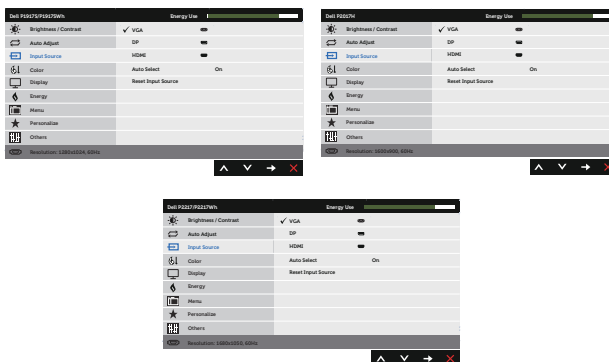 Dell P1917S/P1917SWh Energy Use
Brightness / Contrast ✓ VGA
Auto Adjust DP
Input Source HDMI
Color Auto Select On
Display Reset Input Source
Energy
Menu
Personalize
Others
Resolution: 1280x1024, 60Hz
Dell P2017H Energy Use
Brightness / Contrast ✓ VGA
Auto Adjust DP
Input Source HDMI
Color Auto Select On
Display Reset Input Source
Energy
Menu
Personalize
Others
Resolution: 1600x900, 60Hz
Dell P2217/P2217Wh Energy Use
Brightness / Contrast ✓ VGA
Auto Adjust DP
Input Source HDMI
Color Auto Select On
Display Reset Input Source
Energy
Menu
Personalize
Others
Resolution: 1680x1050, 60Hz